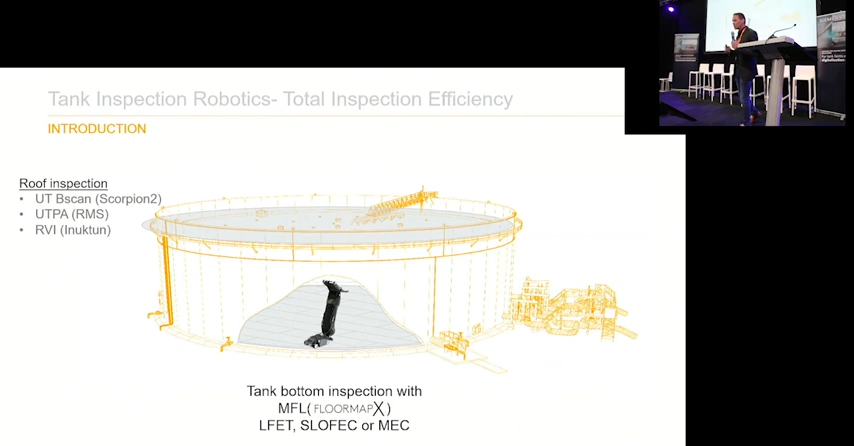 Tank Inspection Robotics- Total Inspection Efficiency
INTRODUCTION
Roof inspection
• UT Bscan (Scorpion2)
• UTPA (RMS)
• RVI (Inuktun)
Tank bottom inspection with
MFL( FLOORMAPX)
LFET, SLOFEC or MEC